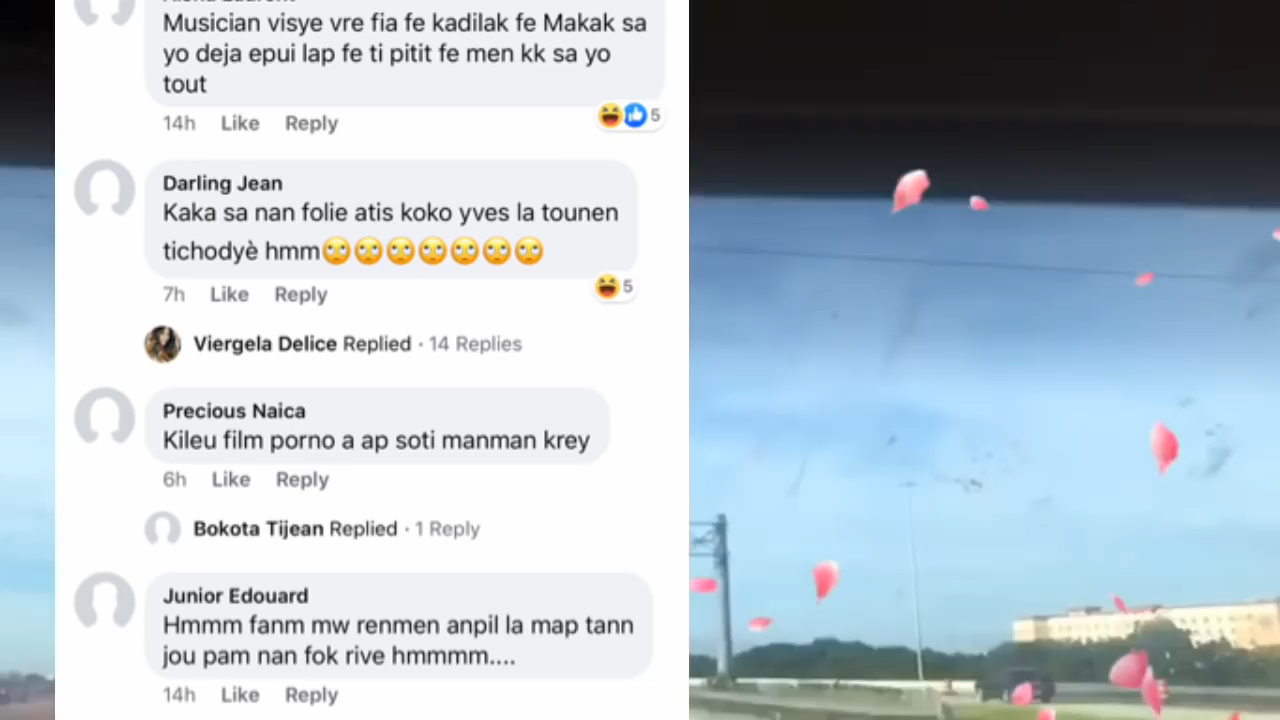 Musician visye vre fia fe kadilak fe Makak sa
yo deja epui lap fe ti pitit fe men kk sa yo
tout
14h Like Reply 5
Darling Jean
Kaka sa nan folie atis koko yves la tounen
tichodyè hmm🙄🙄🙄🙄🙄🙄🙄
7h Like Reply 5
Viergela Delice Replied · 14 Replies
Precious Naica
Kileu film porno a ap soti manman krey
6h Like Reply
Bokota Tijean Replied · 1 Reply
Junior Edouard
Hmmm fanm mw renmen anpil la map tann
jou pam nan fok rive hmmmm....
14h Like Reply